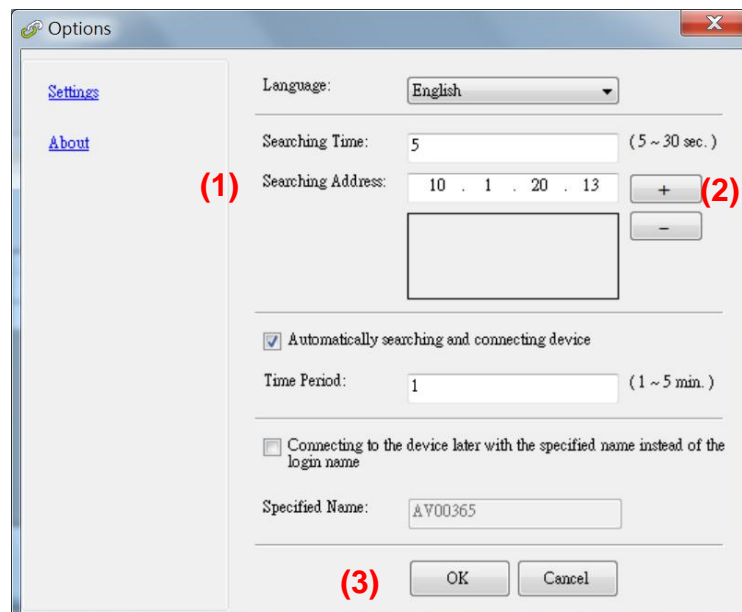 Options
Settings
About
Language:
English
Searching Time:
5
( 5 ~ 30 sec. )
(1)
Searching Address:
10 . 1 . 20 . 13
+
(2)
–
Automatically searching and connecting device
Time Period:
1
( 1 ~ 5 min. )
Connecting to the device later with the specified name instead of the
login name
Specified Name:
AV00365
(3)
OK
Cancel